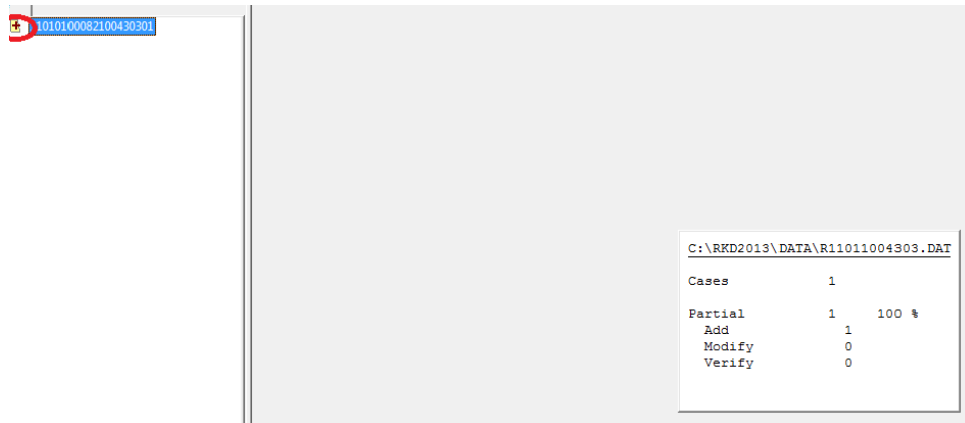 1010100082100430301
C:\RKD2013\DATA\R11011004303.DAT
Cases 1
Partial 1 100 %
Add 1
Modify 0
Verify 0